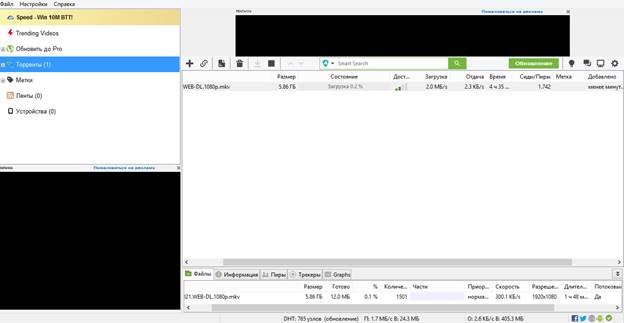 Файл Настройки Справка
Speed - Win 10M BTT!
Trending Videos
Обновить до Pro
Торренты (1)
Метки
Ленты (0)
Устройства (0)
Пожаловаться на рекламу
Пожаловаться на рекламу
Smart Search
Обновление
Размер Состояние Дост... Загрузка Отдача Время Сиды/Пиры Метка Добавлено
WEB-DL.1080p.mkv 5.86 ГБ Загрузка 0.2 % 2.0 МБ/s 2.3 КБ/s 4 ч 35 ... 1.742 менее минут...
Файлы Информация Пиры Трекеры Graphs
Размер Готово % Количе... Части Приор... Скорость Разреше... Длител... Потоковы
)21.WEB-DL.1080p.mkv 5.86 ГБ 12.0 МБ 0.1 % 1501 норма... 300.1 КБ/s 1920x1080 1 ч 48 м... Да
DHT: 765 узлов (обновление) П: 1.7 МБ/с В: 24.3 МБ О: 2.6 КБ/s В: 405.3 МБ